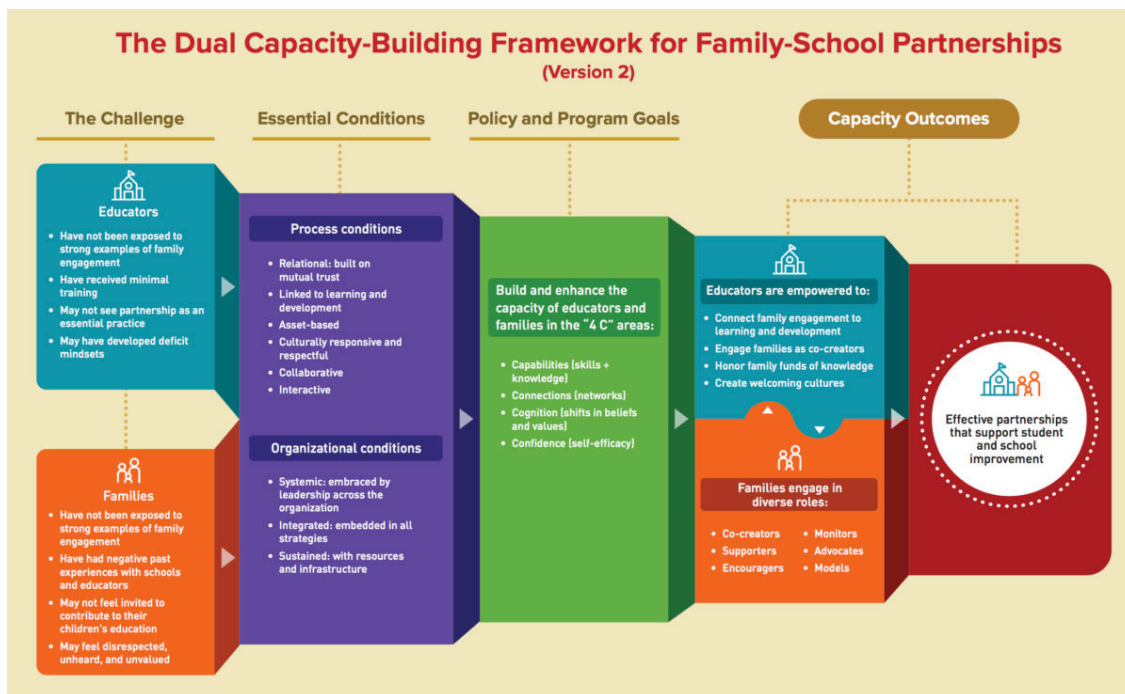 The Dual Capacity-Building Framework for Family-School Partnerships
(Version 2)
The Challenge
Essential Conditions
Policy and Program Goals
Capacity Outcomes
Educators
• Have not been exposed to
strong examples of family
engagement
• Have received minimal
training
• May not see partnership as an
essential practice
• May have developed deficit
mindsets
Families
• Have not been exposed to
strong examples of family
engagement
• Have had negative past
experiences with schools
and educators
• May not feel invited to
contribute to their
children's education
• May feel disrespected,
unheard, and unvalued
Process conditions
• Relational: built on
mutual trust
• Linked to learning and
development
• Asset-based
• Culturally responsive and
respectful
• Collaborative
• Interactive
Organizational conditions
• Systemic: embraced by
leadership across the
organization
• Integrated: embedded in all
strategies
• Sustained: with resources
and infrastructure
Build and enhance the
capacity of educators and
families in the "4 C" areas:
• Capabilities (skills +
knowledge)
• Connections (networks)
• Cognition (shifts in beliefs
and values)
• Confidence (self-efficacy)
Educators are empowered to:
• Connect family engagement to
learning and development
• Engage families as co-creators
• Honor family funds of knowledge
• Create welcoming cultures
Families engage in
diverse roles:
• Co-creators
• Supporters
• Encouragers
• Monitors
• Advocates
• Models
Effective partnerships
that support student
and school
improvement